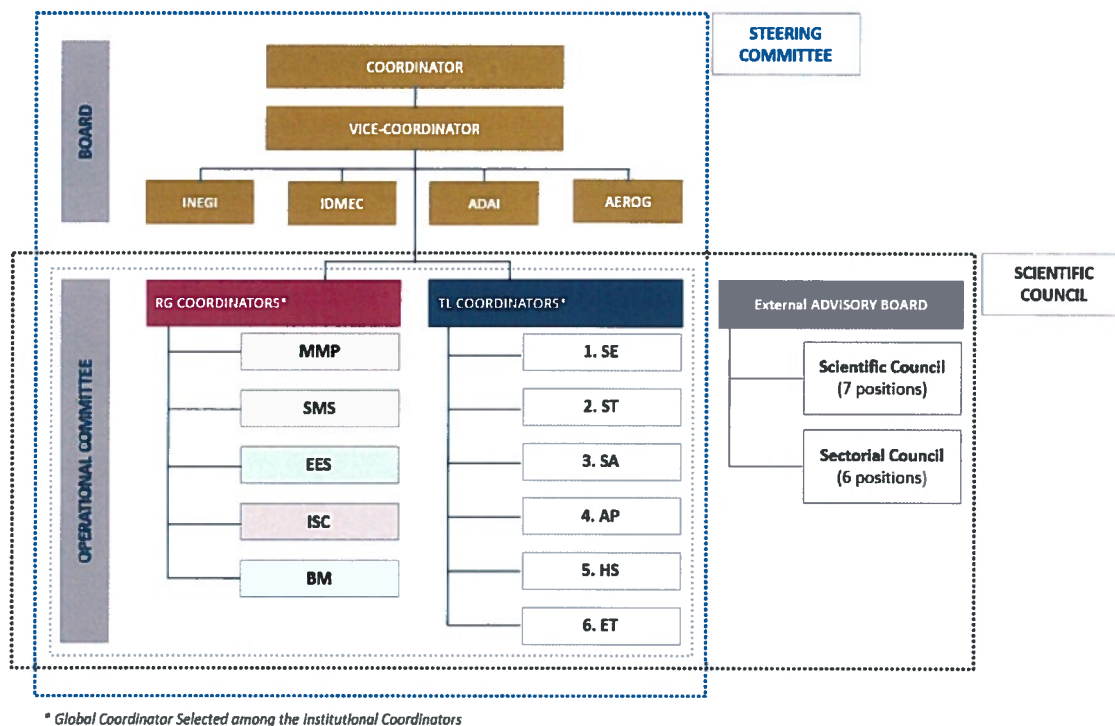 STEERING
COMMITTEE
BOARD
COORDINATOR
VICE-COORDINATOR
INEGI
IDMEC
ADAI
AEROG
SCIENTIFIC
COUNCIL
OPERATIONAL COMMITTEE
RG COORDINATORS*
MMP
SMS
EES
ISC
BM
TL COORDINATORS*
1. SE
2. ST
3. SA
4. AP
5. HS
6. ET
External ADVISORY BOARD
Scientific Council
(7 positions)
Sectorial Council
(6 positions)
* Global Coordinator Selected among the Institutional Coordinators